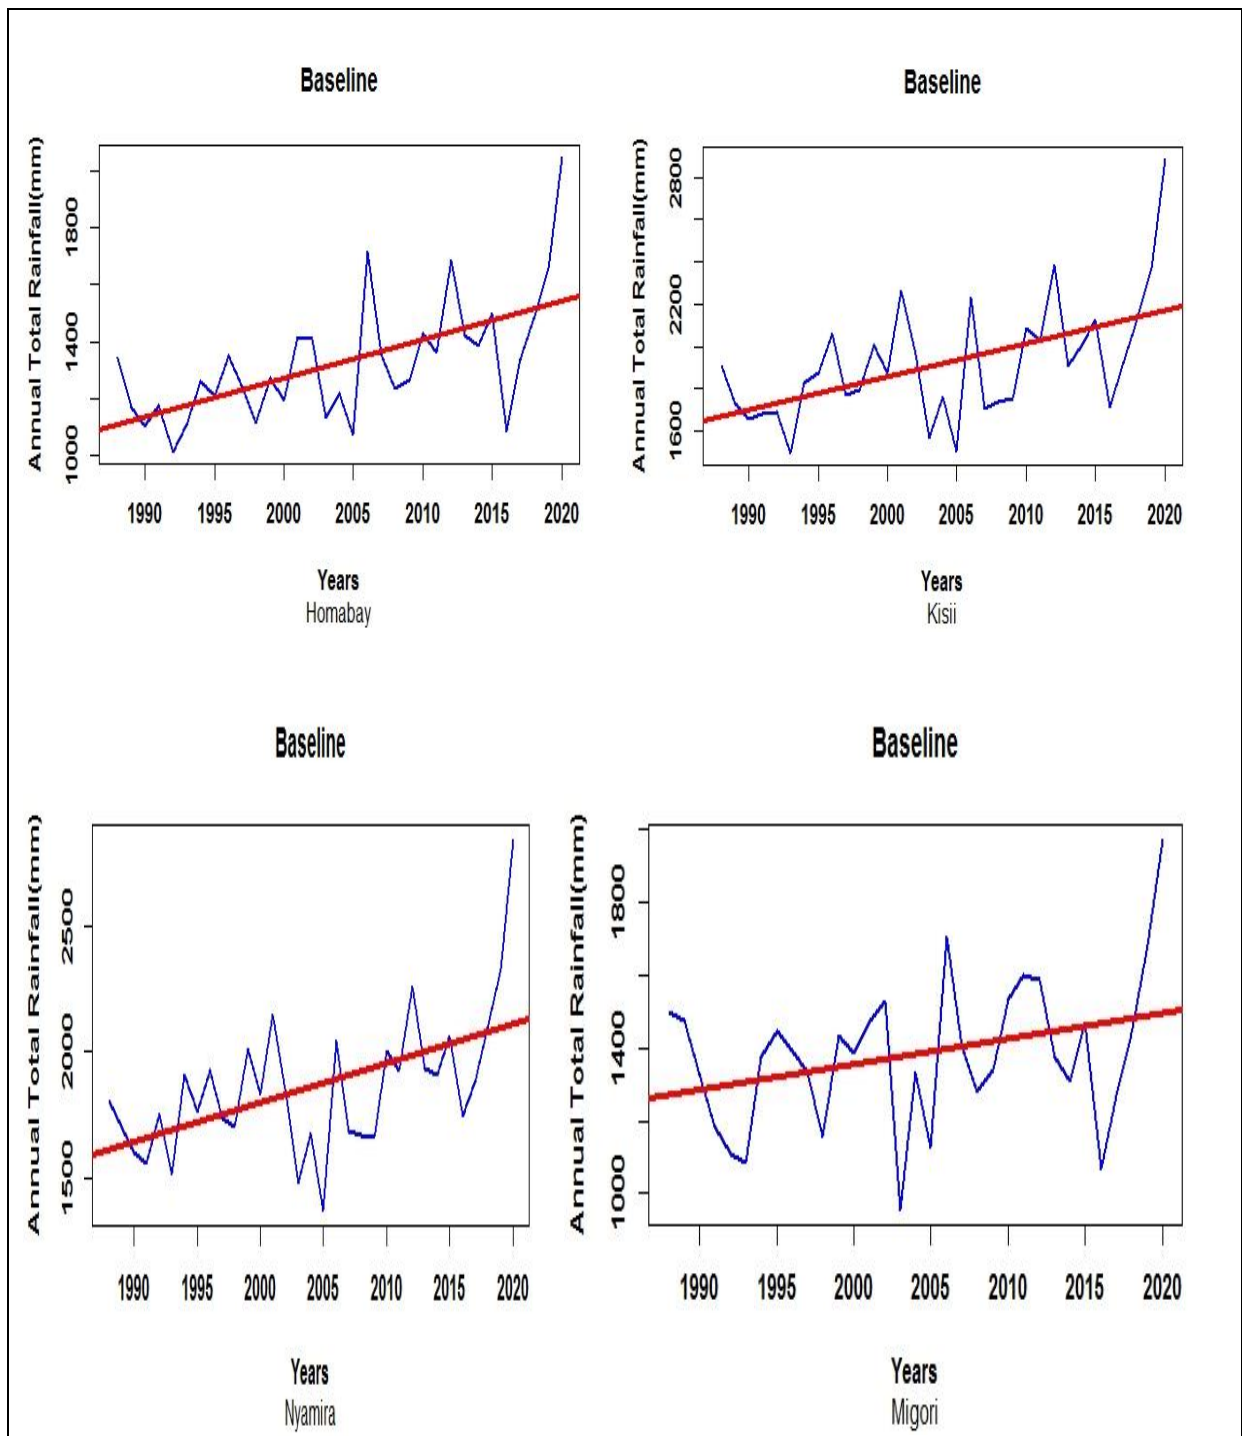 Baseline
Annual Total Rainfall(mm)
1800
1400
1000
1990 1995 2000 2005 2010 2015 2020
Years
Homabay
Baseline
Annual Total Rainfall(mm)
2800
2200
1600
1990 1995 2000 2005 2010 2015 2020
Years
Kisii
Baseline
Annual Total Rainfall(mm)
2500
2000
1500
1990 1995 2000 2005 2010 2015 2020
Years
Nyamira
Baseline
Annual Total Rainfall(mm)
1800
1400
1000
1990 1995 2000 2005 2010 2015 2020
Years
Migori